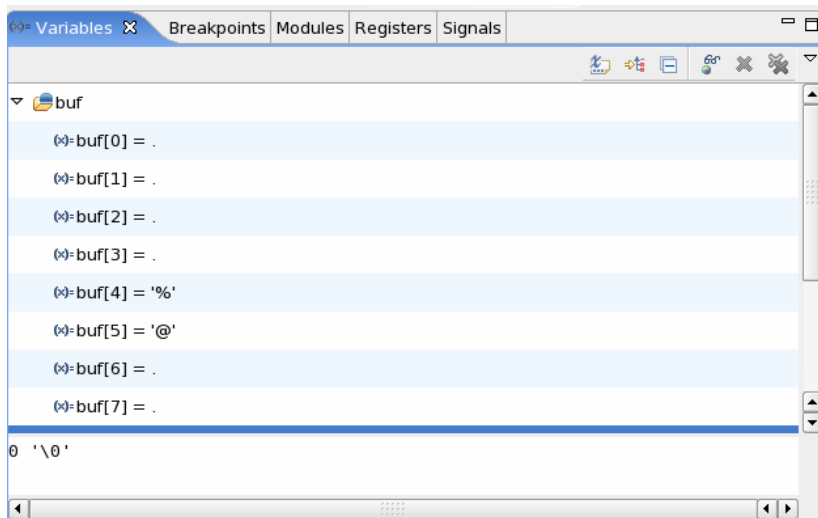 (x)= Variables Breakpoints Modules Registers Signals
buf
(x)= buf[0] = .
(x)= buf[1] = .
(x)= buf[2] = .
(x)= buf[3] = .
(x)= buf[4] = '%'
(x)= buf[5] = '@'
(x)= buf[6] = .
(x)= buf[7] = .
0 '\0'